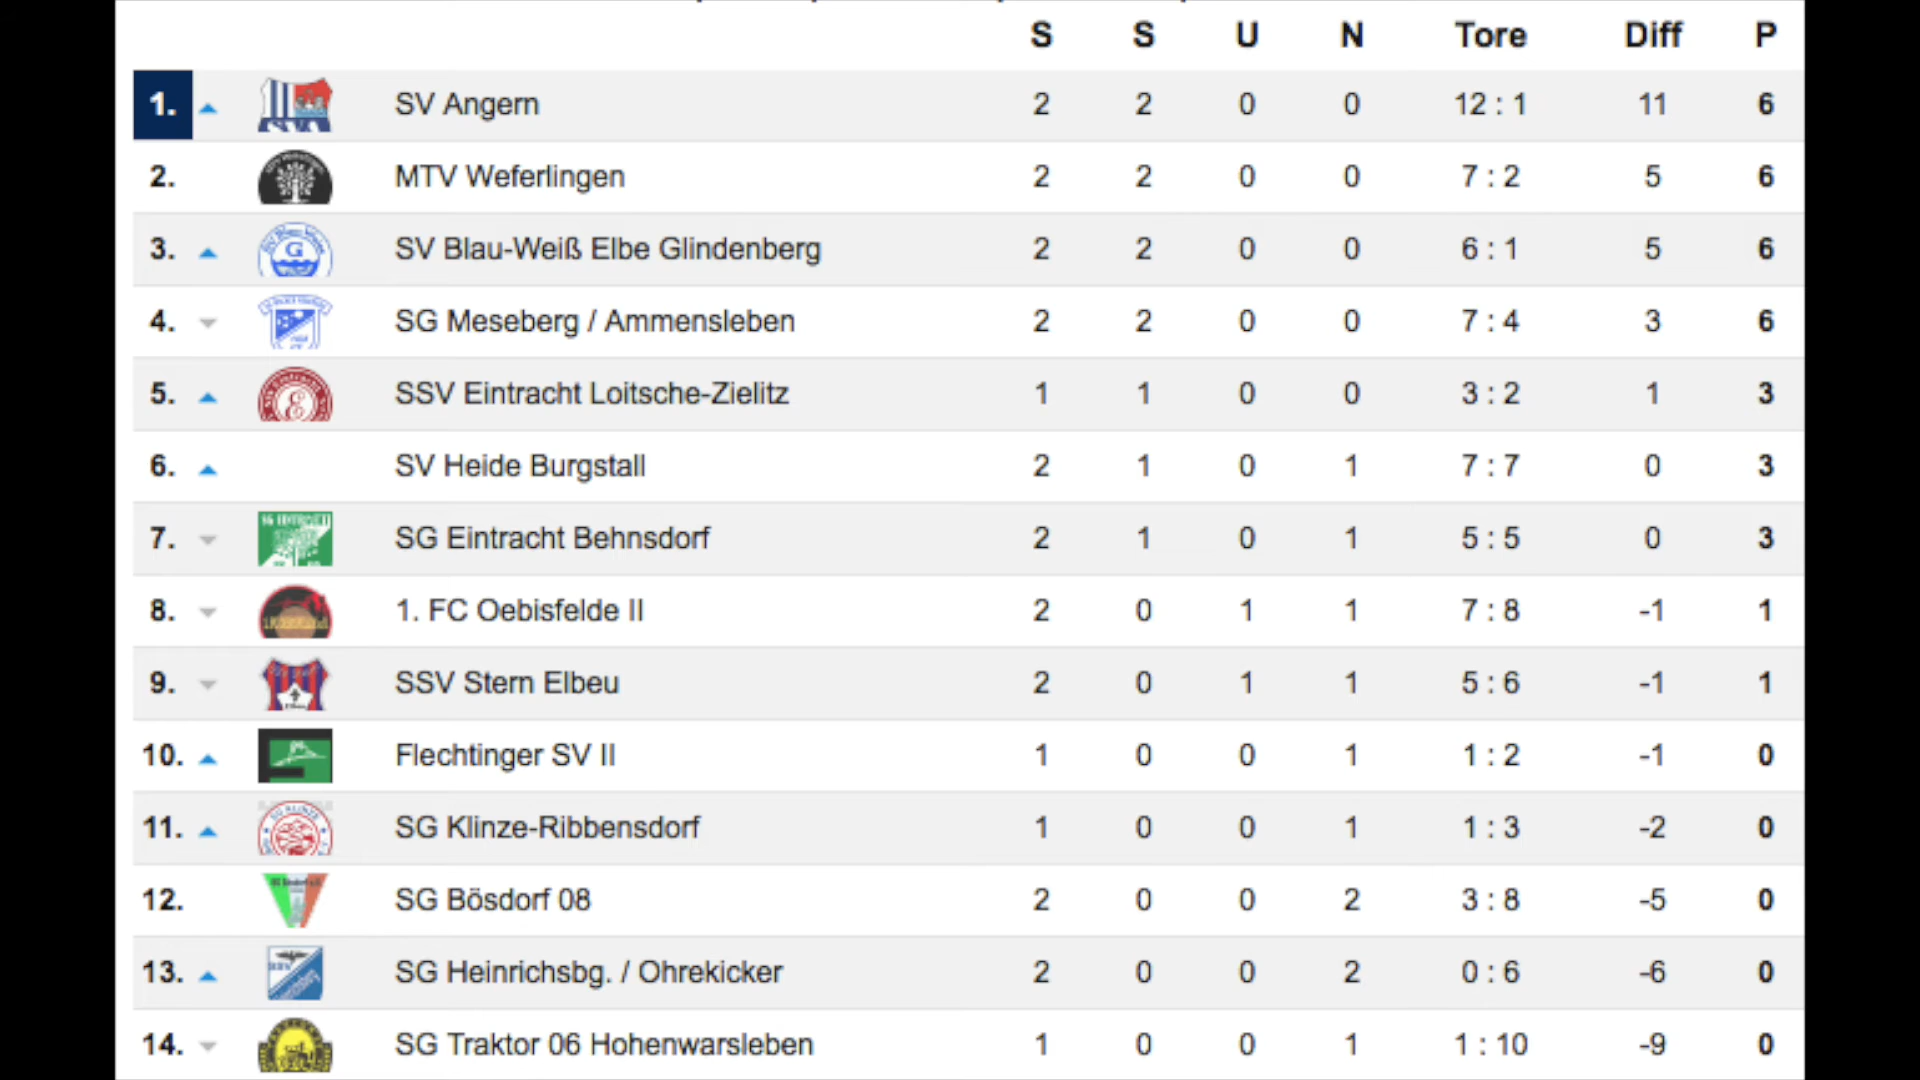 S S U N Tore Diff P
1. SV Angern 2 2 0 0 12 : 1 11 6
2. MTV Weferlingen 2 2 0 0 7 : 2 5 6
3. SV Blau-Weiß Elbe Glindenberg 2 2 0 0 6 : 1 5 6
4. SG Meseberg / Ammensleben 2 2 0 0 7 : 4 3 6
5. SSV Eintracht Loitsche-Zielitz 1 1 0 0 3 : 2 1 3
6. SV Heide Burgstall 2 1 0 1 7 : 7 0 3
7. SG Eintracht Behnsdorf 2 1 0 1 5 : 5 0 3
8. 1. FC Oebisfelde II 2 0 1 1 7 : 8 -1 1
9. SSV Stern Elbeu 2 0 1 1 5 : 6 -1 1
10. Flechtinger SV II 1 0 0 1 1 : 2 -1 0
11. SG Klinze-Ribbensdorf 1 0 0 1 1 : 3 -2 0
12. SG Bösdorf 08 2 0 0 2 3 : 8 -5 0
13. SG Heinrichsbg. / Ohrekicker 2 0 0 2 0 : 6 -6 0
14. SG Traktor 06 Hohenwarsleben 1 0 0 1 1 : 10 -9 0